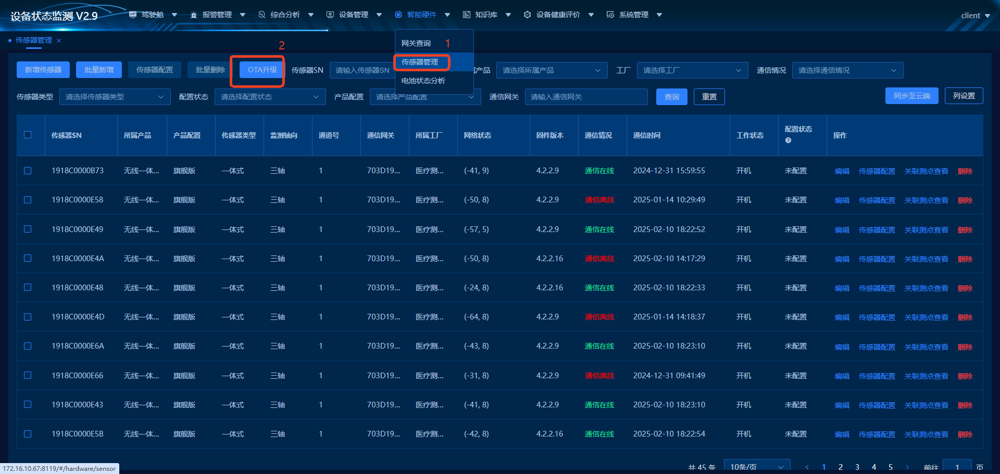 设备状态监测 V2.9
驾驶舱 报警管理 综合分析 设备管理 智能硬件 知识库 设备健康评价 系统管理 client
传感器管理 ×
网关查询 1
传感器管理
电池状态分析
2
新增传感器 批量新增 传感器配置 批量删除 OTA升级 传感器SN 请输入传感器SN 产品 请选择所属产品 工厂 请选择工厂 通信情况 请选择通信情况
传感器类型 请选择传感器类型 配置状态 请选择配置状态 产品配置 请选择产品配置 通信网关 请输入通信网关 查询 重置 同步至云端 列设置
传感器SN 所属产品 产品配置 传感器类型 监测轴向 通道号 通信网关 所属工厂 网络状态 固件版本 通信情况 通信时间 工作状态 配置状态 ? 操作
1918C0000B73 无线一体... 旗舰版 一体式 三轴 1 703D19... 医疗测... (-41, 9) 4.2.2.9 通信在线 2024-12-31 15:59:55 开机 未配置 编辑 传感器配置 关联测点查看 删除
1918C0000E58 无线一体... 旗舰版 一体式 三轴 1 703D19... 医疗测... (-50, 8) 4.2.2.9 通信离线 2025-01-14 10:29:49 开机 未配置 编辑 传感器配置 关联测点查看 删除
1918C0000E49 无线一体... 旗舰版 一体式 三轴 1 703D19... 医疗测... (-57, 5) 4.2.2.9 通信在线 2025-02-10 18:22:52 开机 未配置 编辑 传感器配置 关联测点查看 删除
1918C0000E4A 无线一体... 旗舰版 一体式 三轴 1 703D19... 医疗测... (-50, 8) 4.2.2.16 通信离线 2025-02-10 14:17:29 开机 未配置 编辑 传感器配置 关联测点查看 删除
1918C0000E48 无线一体... 旗舰版 一体式 三轴 1 703D19... 医疗测... (-24, 8) 4.2.2.16 通信在线 2025-02-10 18:22:33 开机 未配置 编辑 传感器配置 关联测点查看 删除
1918C0000E4D 无线一体... 旗舰版 一体式 三轴 1 703D19... 医疗测... (-64, 8) 4.2.2.9 通信离线 2025-01-14 14:18:37 开机 未配置 编辑 传感器配置 关联测点查看 删除
1918C0000E6A 无线一体... 旗舰版 一体式 三轴 1 703D19... 医疗测... (-43, 8) 4.2.2.9 通信在线 2025-02-10 18:23:10 开机 未配置 编辑 传感器配置 关联测点查看 删除
1918C0000E66 无线一体... 旗舰版 一体式 三轴 1 703D19... 医疗测... (-31, 8) 4.2.2.9 通信离线 2024-12-31 09:41:49 开机 未配置 编辑 传感器配置 关联测点查看 删除
1918C0000E43 无线一体... 旗舰版 一体式 三轴 1 703D19... 医疗测... (-41, 8) 4.2.2.9 通信在线 2025-02-10 18:23:10 开机 未配置 编辑 传感器配置 关联测点查看 删除
1918C0000E5B 无线一体... 旗舰版 一体式 三轴 1 703D19... 医疗测... (-42, 8) 4.2.2.16 通信在线 2025-02-10 18:22:54 开机 未配置 编辑 传感器配置 关联测点查看 删除
共 45 条 10条/页 1 2 3 4 5 前往 1 页
172.16.10.67:8119/#/hardware/sensor